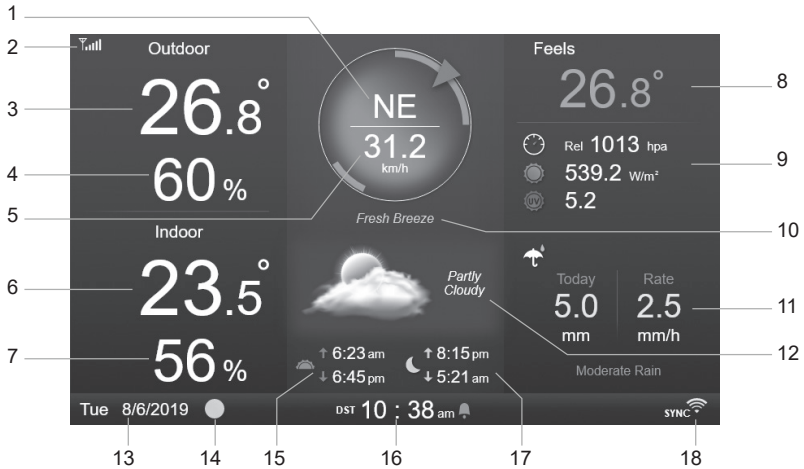 1
2
3
4
5
6
7
8
9
10
11
12
13
14
15
16
17
18
Outdoor
26.8°
60 %
Indoor
23.5°
56 %
NE
31.2
km/h
Fresh Breeze
Partly
Cloudy
↑ 6:23 am
↓ 6:45 pm
↑ 8:15 pm
↓ 5:21 am
Feels
26.8°
Rel 1013 hpa
539.2 W/m²
UV 5.2
Today
5.0
mm
Rate
2.5
mm/h
Moderate Rain
Tue 8/6/2019
DST 10 : 38 am
SYNC